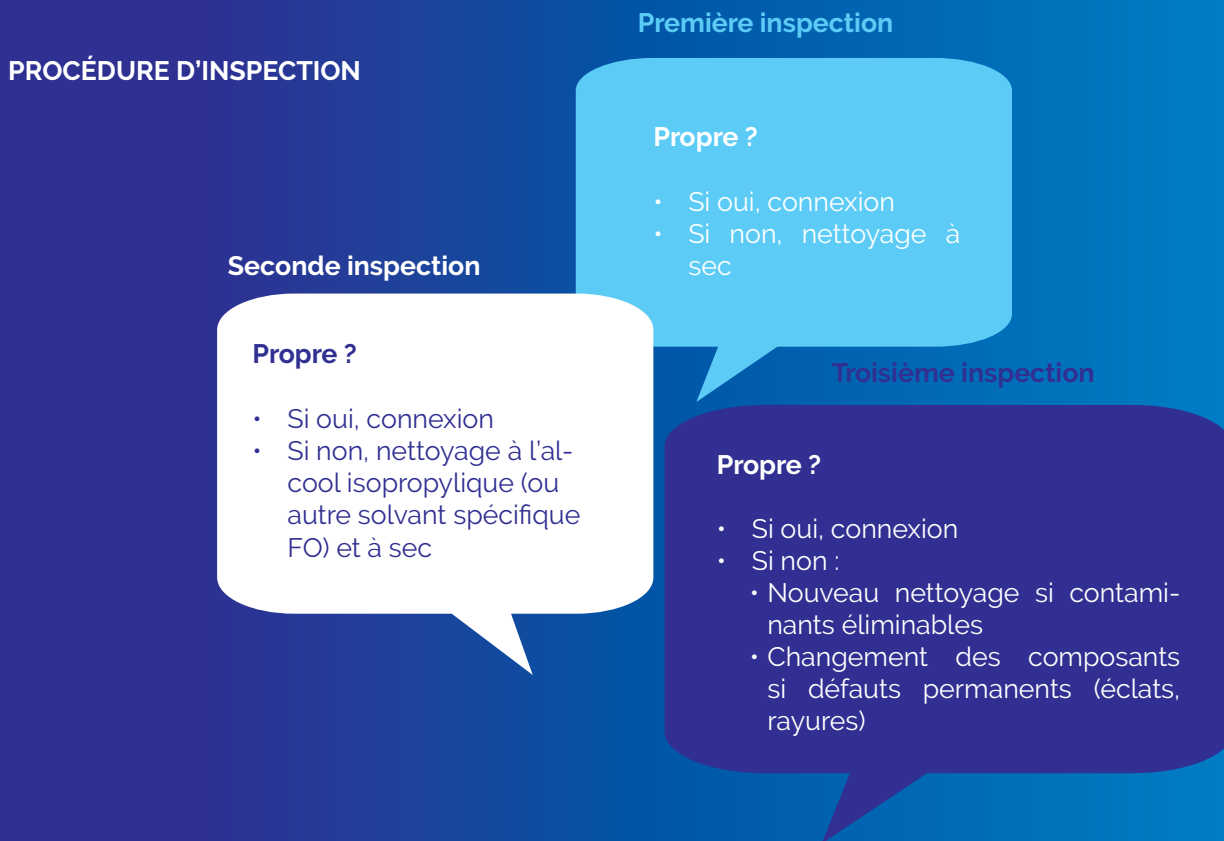 PROCÉDURE D’INSPECTION
Première inspection
Propre ?
• Si oui, connexion
• Si non, nettoyage à
sec
Seconde inspection
Propre ?
• Si oui, connexion
• Si non, nettoyage à l’al-
cool isopropylique (ou
autre solvant spécifique
FO) et à sec
Troisième inspection
Propre ?
• Si oui, connexion
• Si non :
• Nouveau nettoyage si contami-
nants éliminables
• Changement des composants
si défauts permanents (éclats,
rayures)